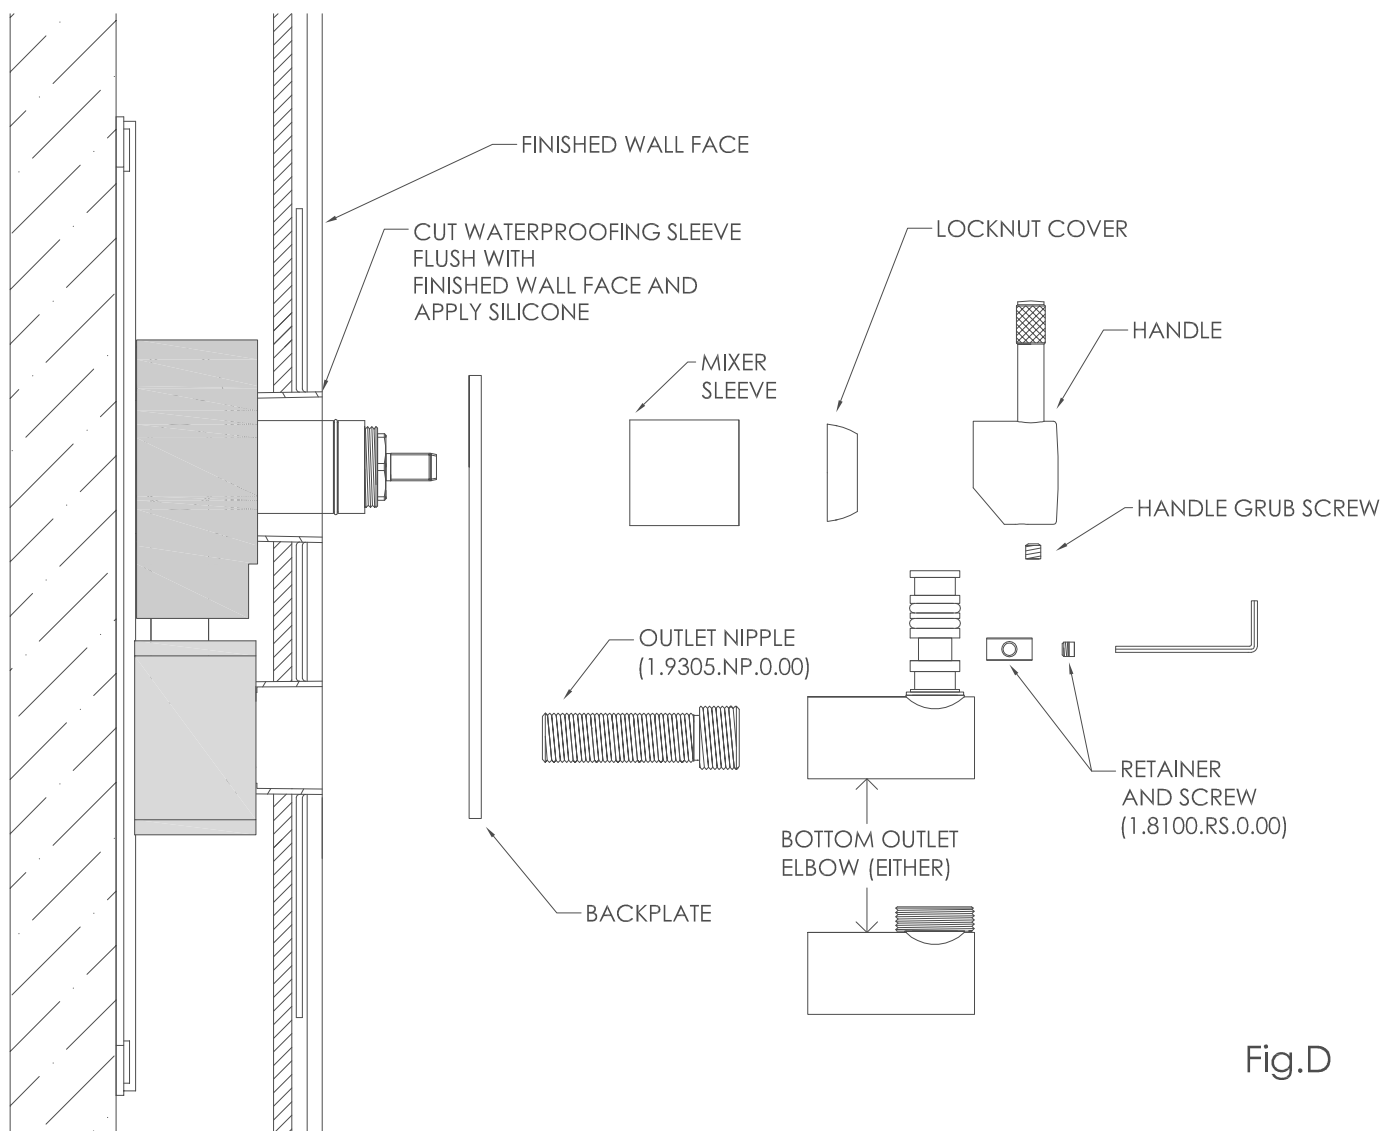 FINISHED WALL FACE
CUT WATERPROOFING SLEEVE
FLUSH WITH
FINISHED WALL FACE AND
APPLY SILICONE
LOCKNUT COVER
HANDLE
MIXER
SLEEVE
HANDLE GRUB SCREW
OUTLET NIPPLE
(1.9305.NP.0.00)
RETAINER
AND SCREW
(1.8100.RS.0.00)
BOTTOM OUTLET
ELBOW (EITHER)
BACKPLATE
Fig.D